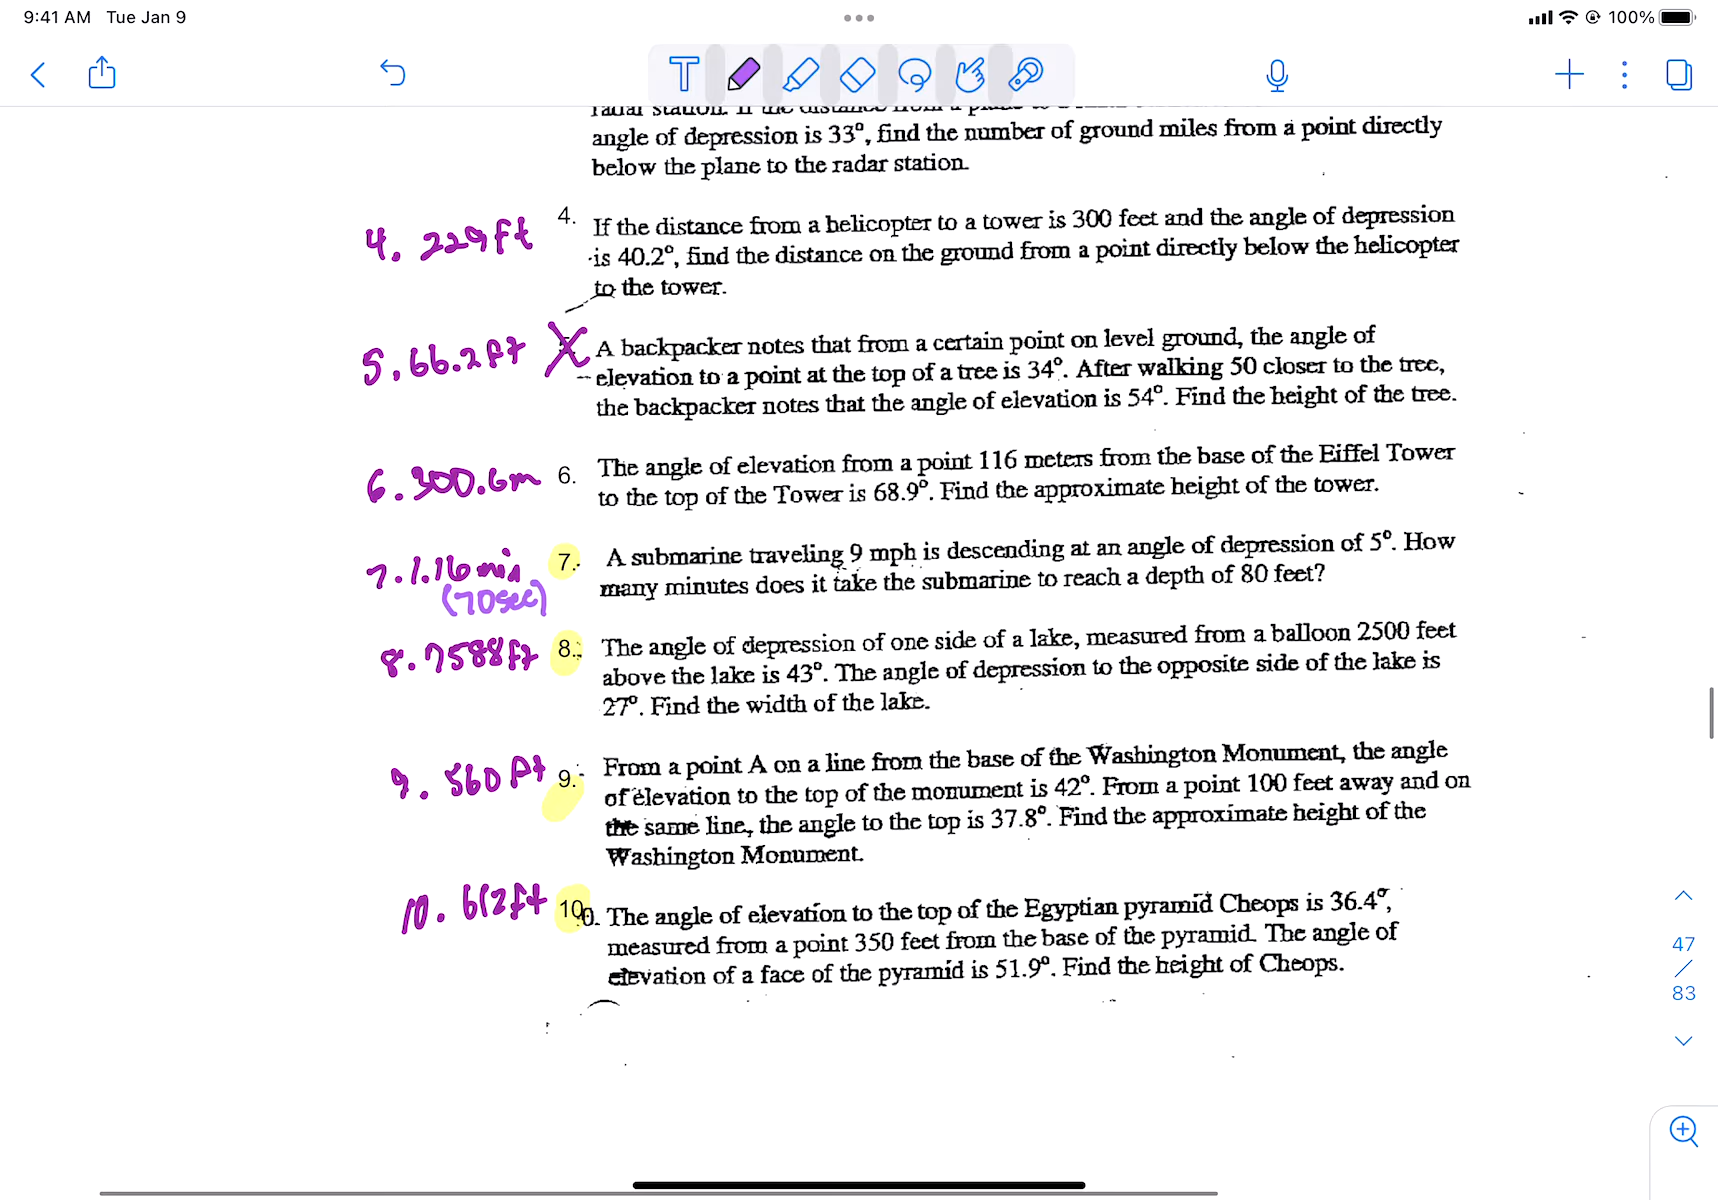 9:41 AM Tue Jan 9
100%
angle of depression is 33°, find the number of ground miles from a point directly
below the plane to the radar station.
4. 229ft
4. If the distance from a helicopter to a tower is 300 feet and the angle of depression
is 40.2°, find the distance on the ground from a point directly below the helicopter
to the tower.
5. 66.2ft
A backpacker notes that from a certain point on level ground, the angle of
elevation to a point at the top of a tree is 34°. After walking 50 closer to the tree,
the backpacker notes that the angle of elevation is 54°. Find the height of the tree.
6. 300.6m
6. The angle of elevation from a point 116 meters from the base of the Eiffel Tower
to the top of the Tower is 68.9°. Find the approximate height of the tower.
7. 1.16 min
(70sec)
7. A submarine traveling 9 mph is descending at an angle of depression of 5°. How
many minutes does it take the submarine to reach a depth of 80 feet?
8. 7588ft
8. The angle of depression of one side of a lake, measured from a balloon 2500 feet
above the lake is 43°. The angle of depression to the opposite side of the lake is
27°. Find the width of the lake.
9. 560 ft
9. From a point A on a line from the base of the Washington Monument, the angle
of elevation to the top of the monument is 42°. From a point 100 feet away and on
the same line, the angle to the top is 37.8°. Find the approximate height of the
Washington Monument.
10. 612ft
10. The angle of elevation to the top of the Egyptian pyramid Cheops is 36.4°,
measured from a point 350 feet from the base of the pyramid. The angle of
elevation of a face of the pyramid is 51.9°. Find the height of Cheops.
47
/
83